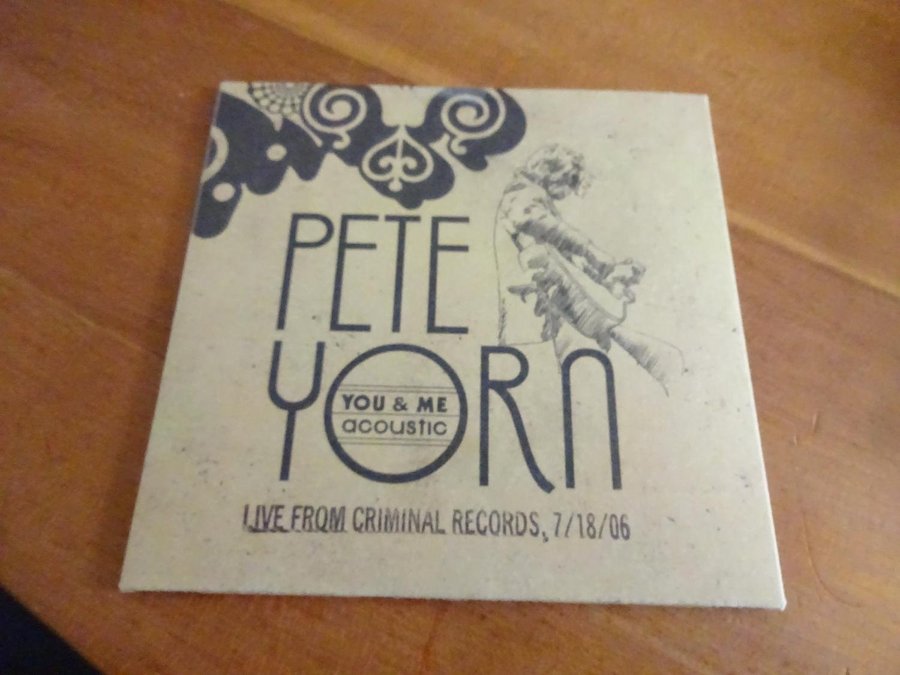 PETE
YORN
YOU & ME
acoustic
LIVE FROM CRIMINAL RECORDS, 7/18/06